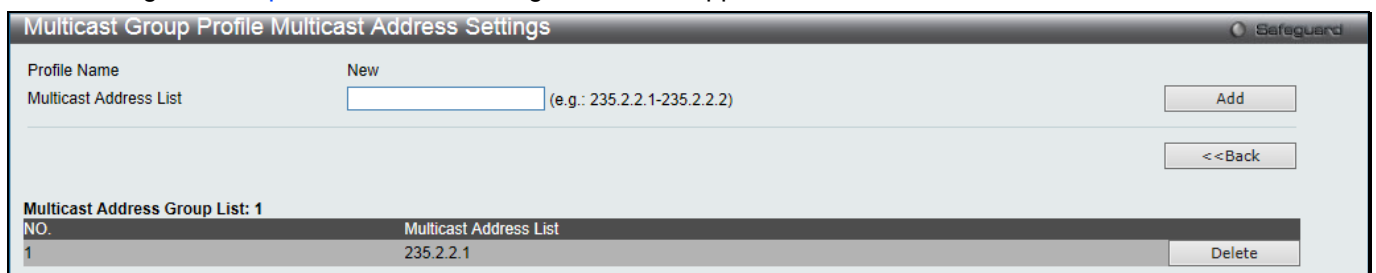 Multicast Group Profile Multicast Address Settings
Safeguard
Profile Name New
Multicast Address List (e.g.: 235.2.2.1-235.2.2.2) Add
<<Back
Multicast Address Group List: 1
NO. Multicast Address List
1 235.2.2.1 Delete